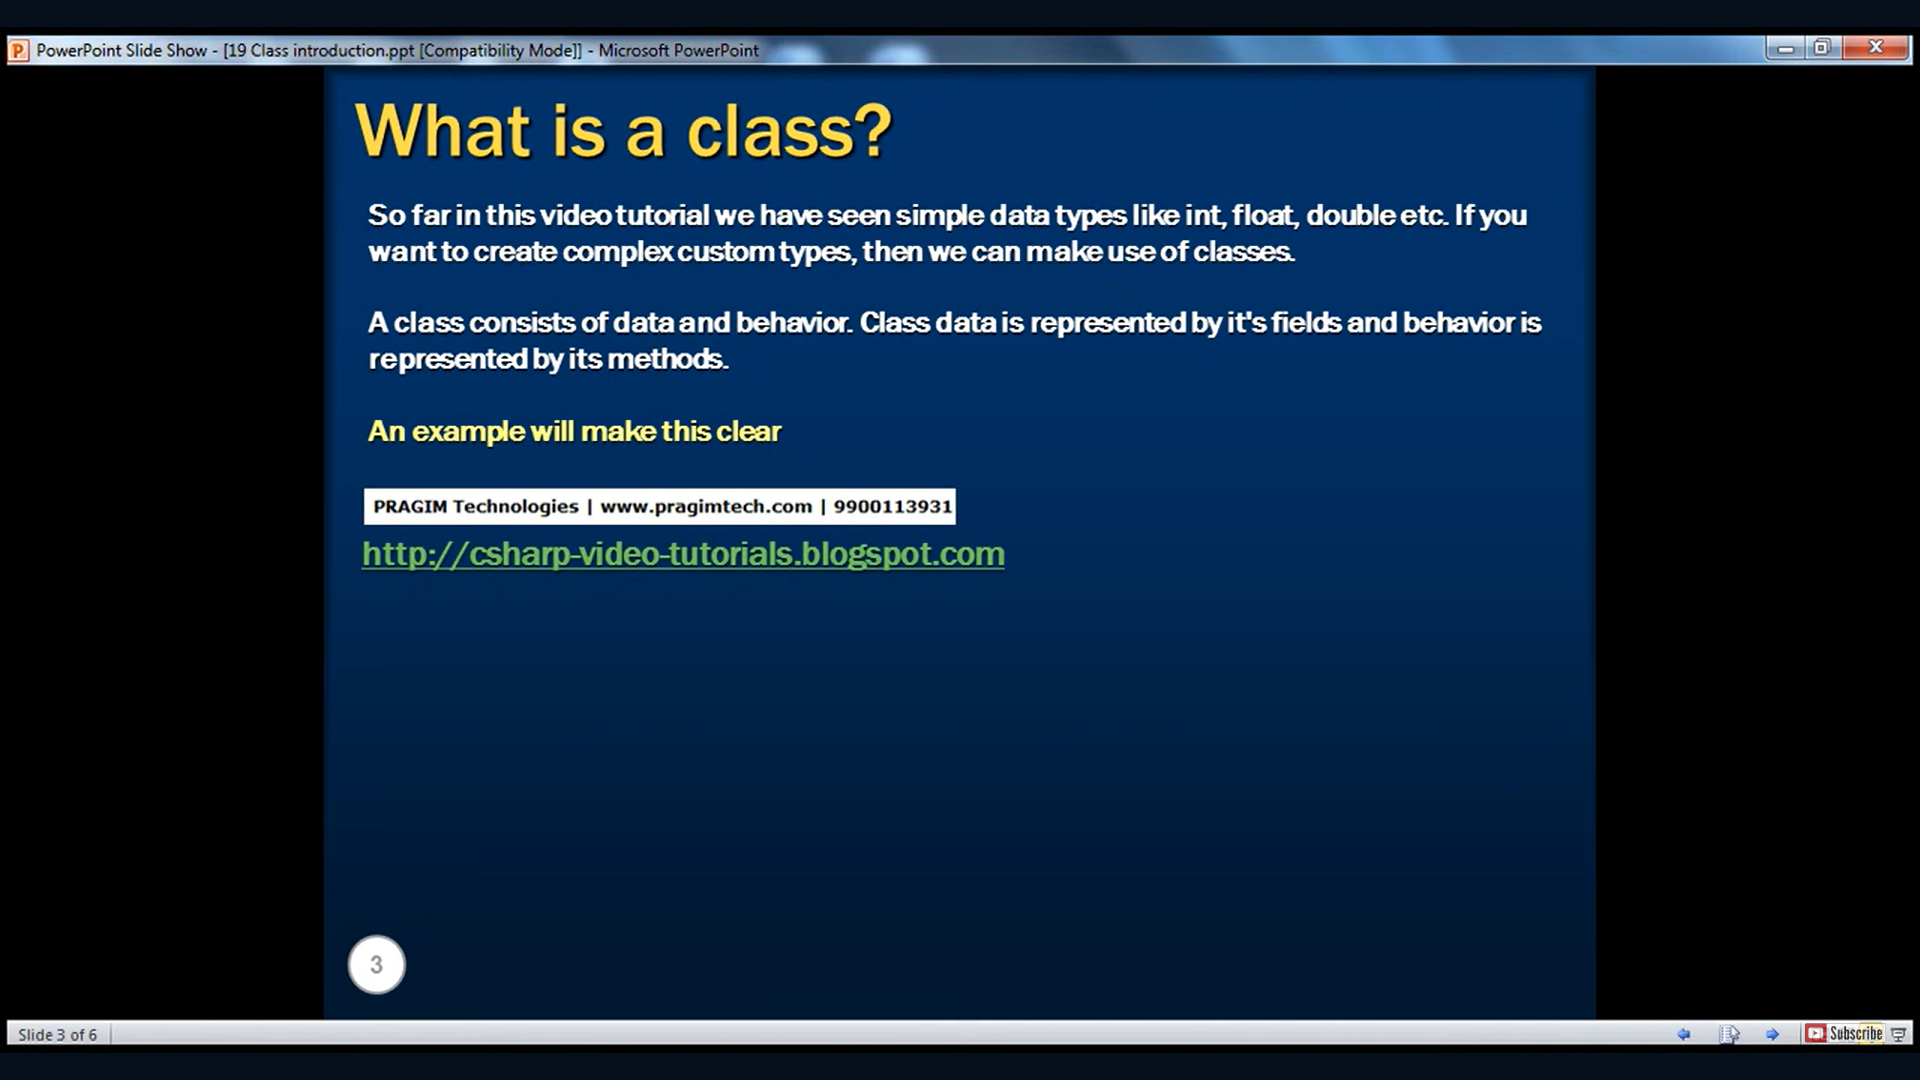 PowerPoint Slide Show - [19 Class introduction.ppt [Compatibility Mode]] - Microsoft PowerPoint
What is a class?
So far in this video tutorial we have seen simple data types like int, float, double etc. If you
want to create complex custom types, then we can make use of classes.
A class consists of data and behavior. Class data is represented by it's fields and behavior is
represented by its methods.
An example will make this clear
PRAGIM Technologies | www.pragimtech.com | 9900113931
http://csharp-video-tutorials.blogspot.com
3
Slide 3 of 6
Subscribe